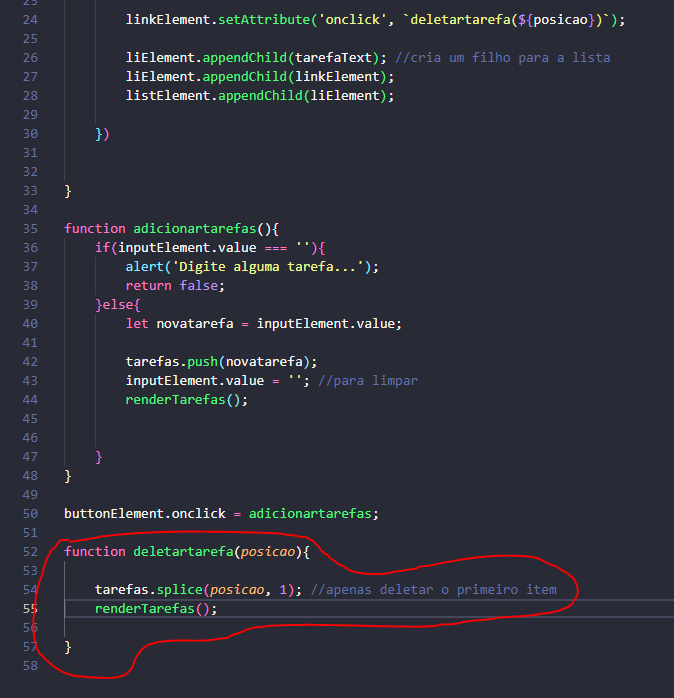 23
24 linkElement.setAttribute('onclick', `deletartarefa(${posicao})`);
25
26 liElement.appendChild(tarefaText); //cria um filho para a lista
27 liElement.appendChild(linkElement);
28 listElement.appendChild(liElement);
29
30 })
31
32
33 }
34
35 function adicionartarefas(){
36 if(inputElement.value === ''){
37 alert('Digite alguma tarefa...');
38 return false;
39 }else{
40 let novatarefa = inputElement.value;
41
42 tarefas.push(novatarefa);
43 inputElement.value = ''; //para limpar
44 renderTarefas();
45
46
47 }
48 }
49
50 buttonElement.onclick = adicionartarefas;
51
52 function deletartarefa(posicao){
53
54 tarefas.splice(posicao, 1); //apenas deletar o primeiro item
55 renderTarefas();
56
57 }
58